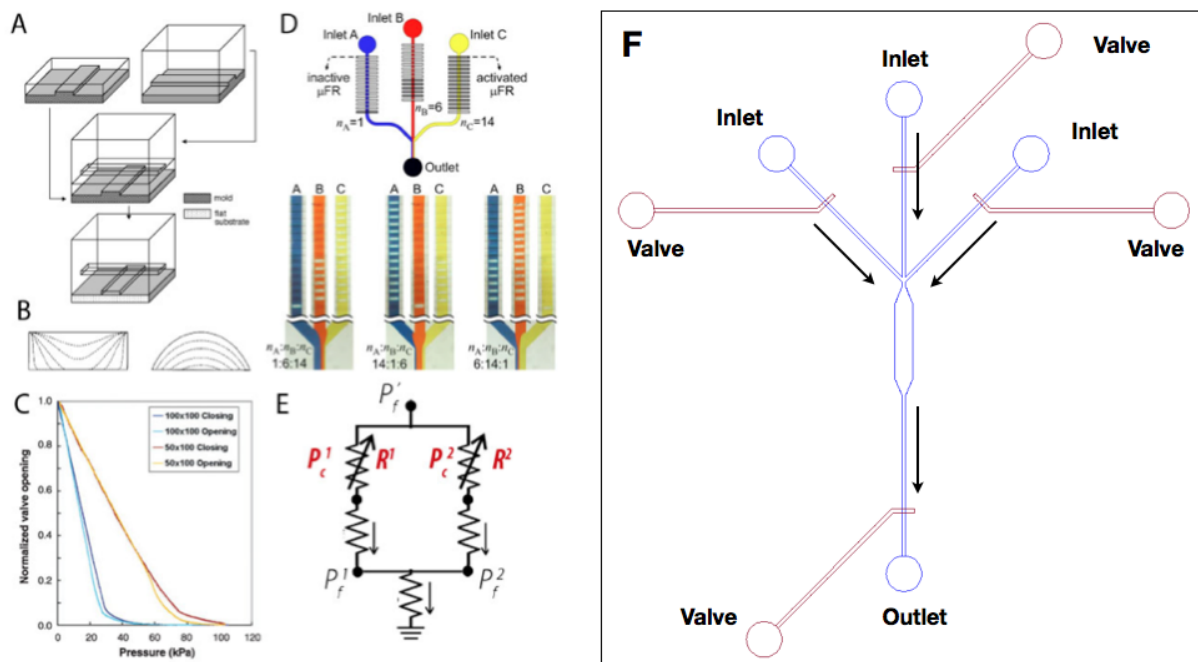 A
mold
flat
substrate
B
C
Normalized valve opening
1.0
0.8
0.6
0.4
0.2
0.0
100x100 Closing
100x100 Opening
50x100 Closing
50x100 Opening
0
20
40
60
80
100
120
Pressure (kPa)
D
Inlet B
Inlet A
Inlet C
inactive
μFR
activated
μFR
nA=1
nB=6
nC=14
Outlet
A B C A B C A B C
nA:nB:nC
1:6:14
nA:nB:nC
14:1:6
nA:nB:nC
6:14:1
E
P′f
P1c R1 P2c R2
P1f P2f
F
Valve
Inlet
Inlet
Inlet
Valve
Valve
Valve
Outlet